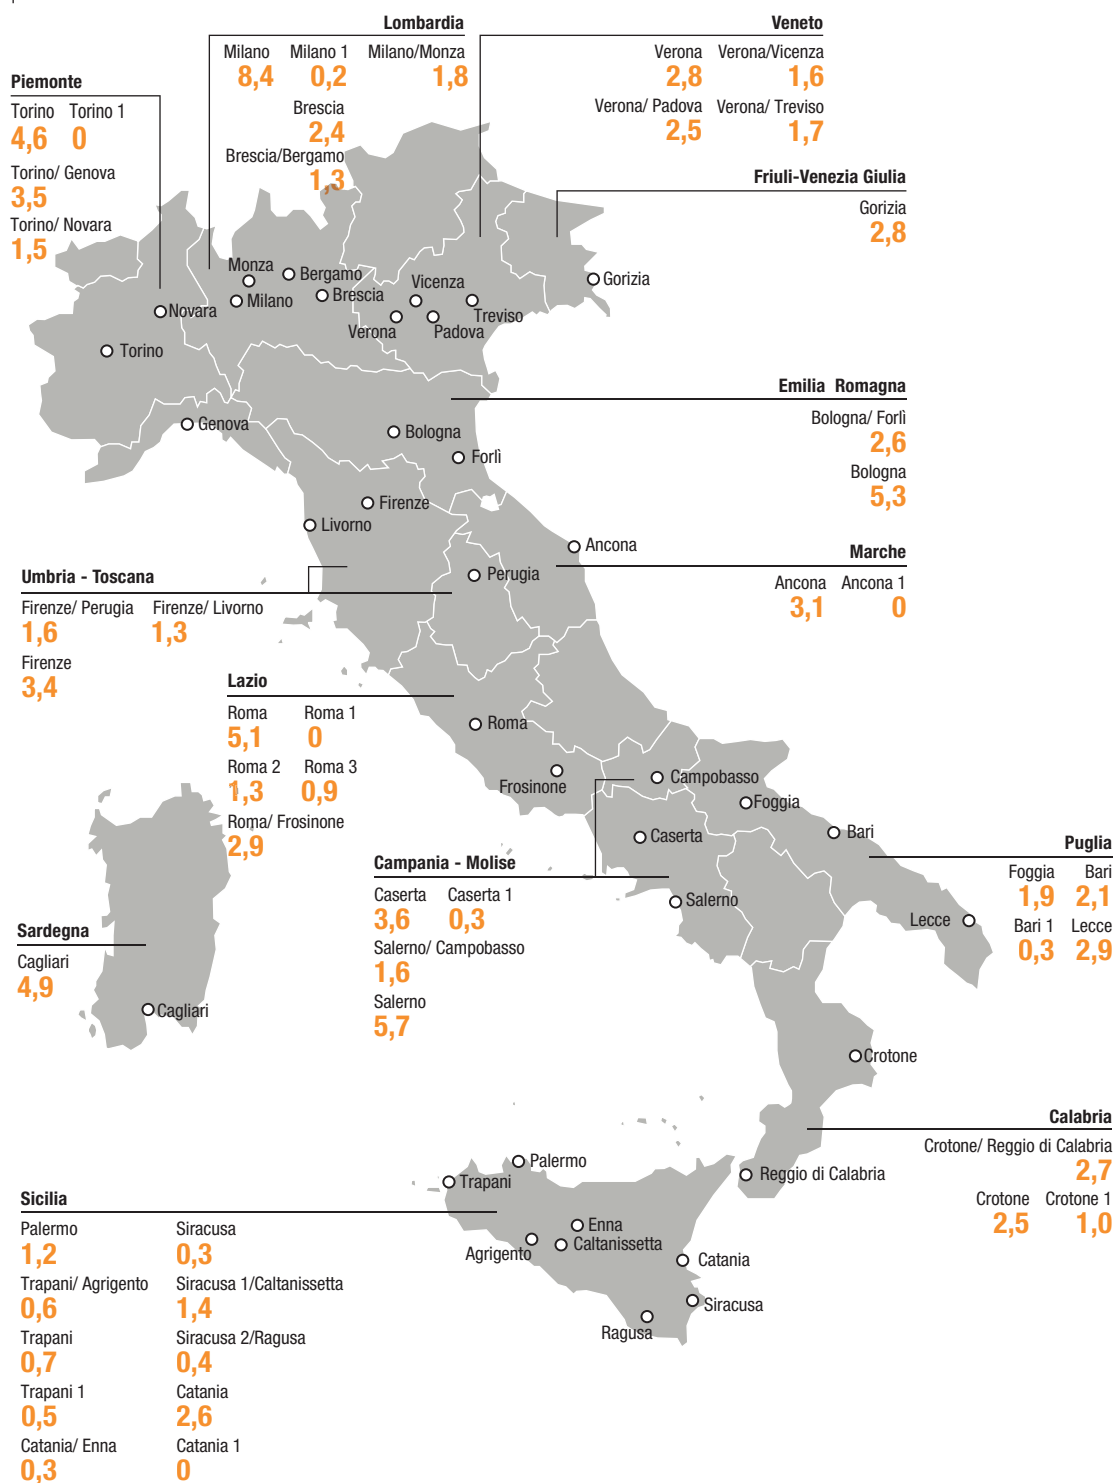 Lombardia
Milano Milano 1 Milano/Monza
8,4 0,2 1,8
Brescia
2,4
Brescia/Bergamo
1,3
Veneto
Verona Verona/Vicenza
2,8 1,6
Verona/ Padova Verona/ Treviso
2,5 1,7
Piemonte
Torino Torino 1
4,6 0
Torino/ Genova
3,5
Torino/ Novara
1,5
Friuli-Venezia Giulia
Gorizia
2,8
Monza
Bergamo
Milano
Brescia
Novara
Torino
Vicenza
Verona
Padova
Treviso
Gorizia
Genova
Bologna
Forlì
Firenze
Livorno
Ancona
Perugia
Emilia Romagna
Bologna/ Forlì
2,6
Bologna
5,3
Marche
Ancona Ancona 1
3,1 0
Umbria - Toscana
Firenze/ Perugia Firenze/ Livorno
1,6 1,3
Firenze
3,4
Lazio
Roma Roma 1
5,1 0
Roma 2 Roma 3
1,3 0,9
Roma/ Frosinone
2,9
Roma
Frosinone
Campobasso
Foggia
Caserta
Bari
Salerno
Lecce
Campania - Molise
Caserta Caserta 1
3,6 0,3
Salerno/ Campobasso
1,6
Salerno
5,7
Puglia
Foggia Bari
1,9 2,1
Bari 1 Lecce
0,3 2,9
Sardegna
Cagliari
4,9
Cagliari
Crotone
Reggio di Calabria
Calabria
Crotone/ Reggio di Calabria
2,7
Crotone Crotone 1
2,5 1,0
Palermo
Trapani
Enna
Agrigento
Caltanissetta
Catania
Siracusa
Ragusa
Sicilia
Palermo Siracusa
1,2 0,3
Trapani/ Agrigento Siracusa 1/Caltanissetta
0,6 1,4
Trapani Siracusa 2/Ragusa
0,7 0,4
Trapani 1 Catania
0,5 2,6
Catania/ Enna Catania 1
0,3 0